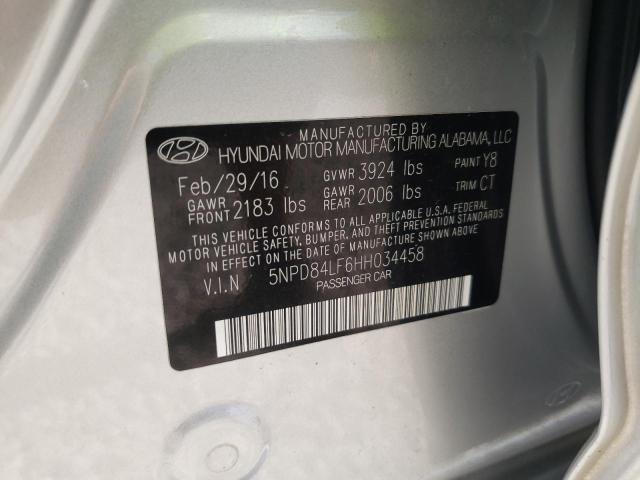 MANUFACTURED BY
HYUNDAI MOTOR MANUFACTURING ALABAMA, LLC
Feb/29/16 GVWR 3924 lbs PAINT Y8
GAWR FRONT 2183 lbs GAWR REAR 2006 lbs TRIM CT
THIS VEHICLE CONFORMS TO ALL APPLICABLE U.S.A. FEDERAL
MOTOR VEHICLE SAFETY, BUMPER, AND THEFT PREVENTION STANDARDS
IN EFFECT ON THE DATE OF MANUFACTURE SHOWN ABOVE.
V.I.N 5NPD84LF6HH034458
PASSENGER CAR